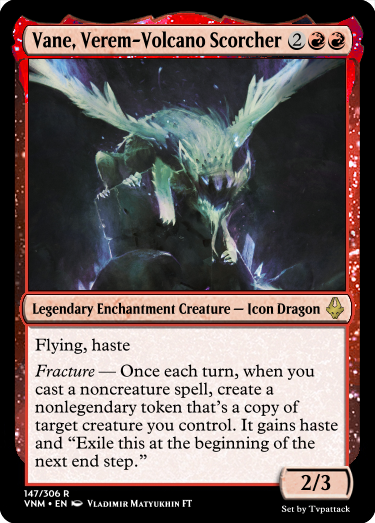 Vane, Verem-Volcano Scorcher 2
Legendary Enchantment Creature — Icon Dragon
Flying, haste
Fracture — Once each turn, when you
cast a noncreature spell, create a
nonlegendary token that's a copy of
target creature you control. It gains haste
and “Exile this at the beginning of the
next end step.”
2/3
147/306 R
VNM • EN Vladimir Matyukhin FT
Set by Tvpattack